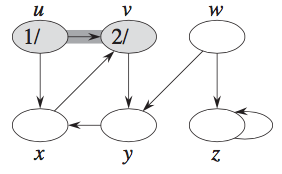 u v w
1/ 2/
x y z